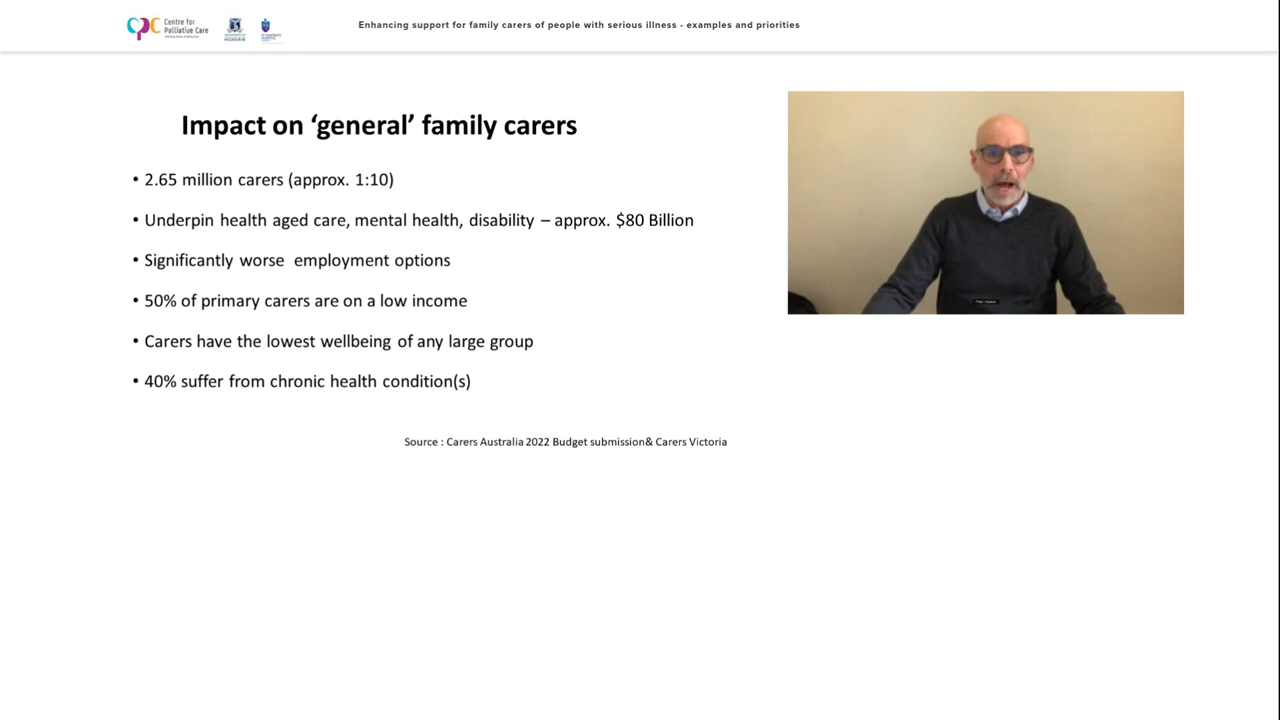 Centre for
Palliative Care
Enhancing support for family carers of people with serious illness - examples and priorities
Impact on ‘general’ family carers
• 2.65 million carers (approx. 1:10)
• Underpin health aged care, mental health, disability – approx. $80 Billion
• Significantly worse employment options
• 50% of primary carers are on a low income
• Carers have the lowest wellbeing of any large group
• 40% suffer from chronic health condition(s)
Source : Carers Australia 2022 Budget submission& Carers Victoria